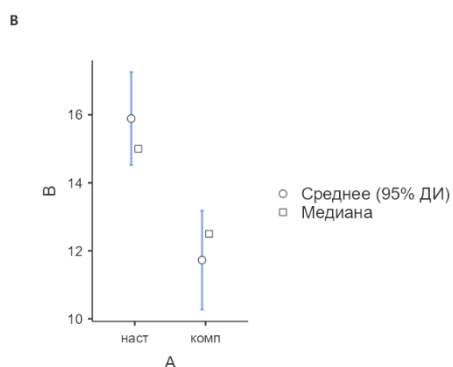 В
16
14
12
10
B
наст
комп
A
Среднее (95% ДИ)
Медиана